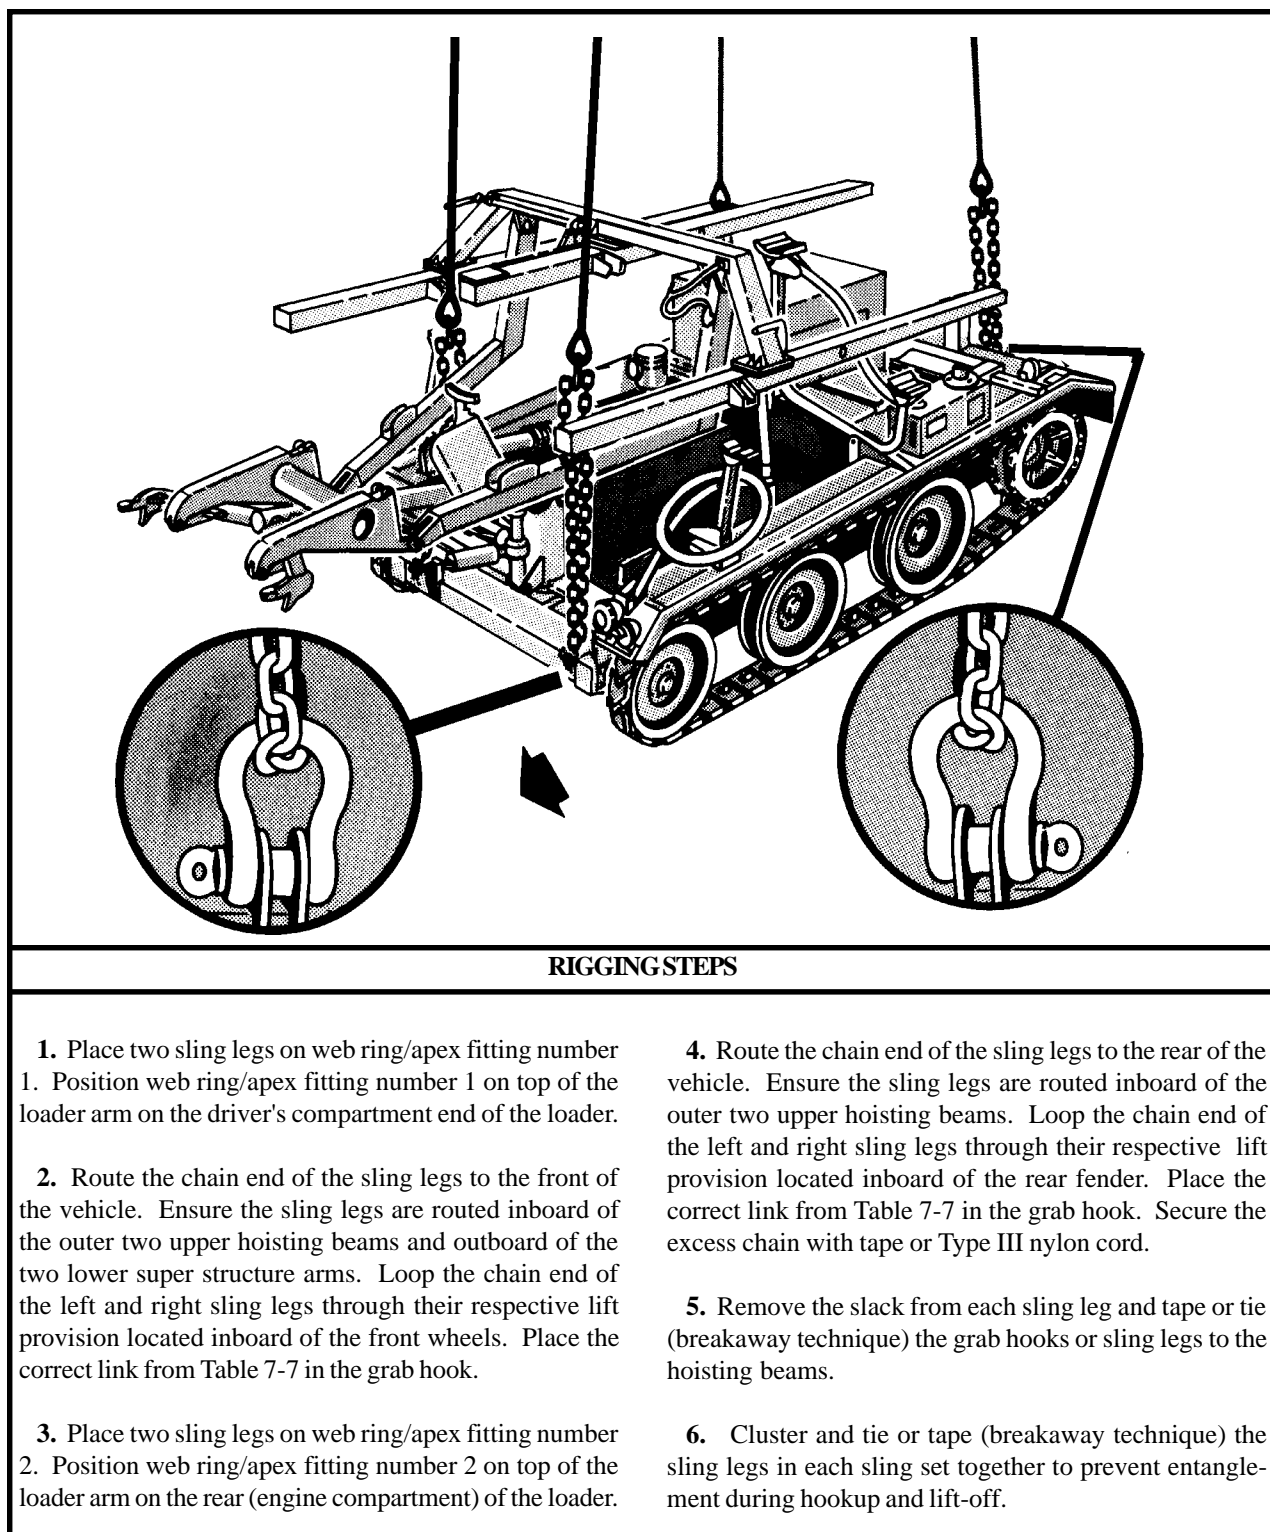 RIGGING STEPS
1. Place two sling legs on web ring/apex fitting number
1. Position web ring/apex fitting number 1 on top of the
loader arm on the driver's compartment end of the loader.
2. Route the chain end of the sling legs to the front of
the vehicle. Ensure the sling legs are routed inboard of
the outer two upper hoisting beams and outboard of the
two lower super structure arms. Loop the chain end of
the left and right sling legs through their respective lift
provision located inboard of the front wheels. Place the
correct link from Table 7-7 in the grab hook.
3. Place two sling legs on web ring/apex fitting number
2. Position web ring/apex fitting number 2 on top of the
loader arm on the rear (engine compartment) of the loader.
4. Route the chain end of the sling legs to the rear of the
vehicle. Ensure the sling legs are routed inboard of the
outer two upper hoisting beams. Loop the chain end of
the left and right sling legs through their respective lift
provision located inboard of the rear fender. Place the
correct link from Table 7-7 in the grab hook. Secure the
excess chain with tape or Type III nylon cord.
5. Remove the slack from each sling leg and tape or tie
(breakaway technique) the grab hooks or sling legs to the
hoisting beams.
6. Cluster and tie or tape (breakaway technique) the
sling legs in each sling set together to prevent entangle-
ment during hookup and lift-off.